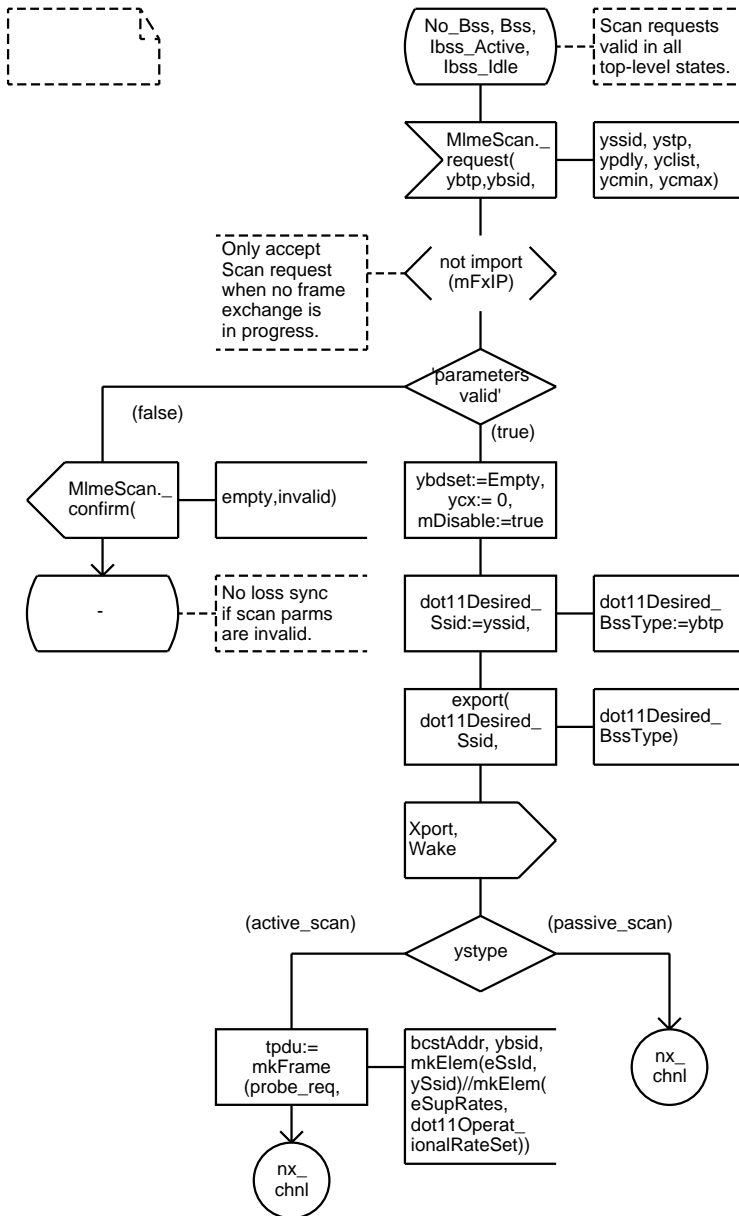 No_Bss, Bss,
Ibss_Active,
Ibss_Idle
Scan requests
valid in all
top-level states.
MlmeScan._
request(
ybtp,ybsid,
yssid, ystp,
ypdly, yclist,
ycmin, ycmax)
Only accept
Scan request
when no frame
exchange is
in progress.
not import
(mFxIP)
'parameters
valid'
(false)
(true)
MlmeScan._
confirm(
empty,invalid)
ybdset:=Empty,
ycx:= 0,
mDisable:=true
-
No loss sync
if scan parms
are invalid.
dot11Desired_
Ssid:=yssid,
dot11Desired_
BssType:=ybtp
export(
dot11Desired_
Ssid,
dot11Desired_
BssType)
Xport,
Wake
(active_scan)
(passive_scan)
ystype
tpdu:=
mkFrame
(probe_req,
bcstAddr, ybsid,
mkElem(eSsId,
ySsid)//mkElem(
eSupRates,
dot11Operat_
ionalRateSet))
nx_
chnl
nx_
chnl